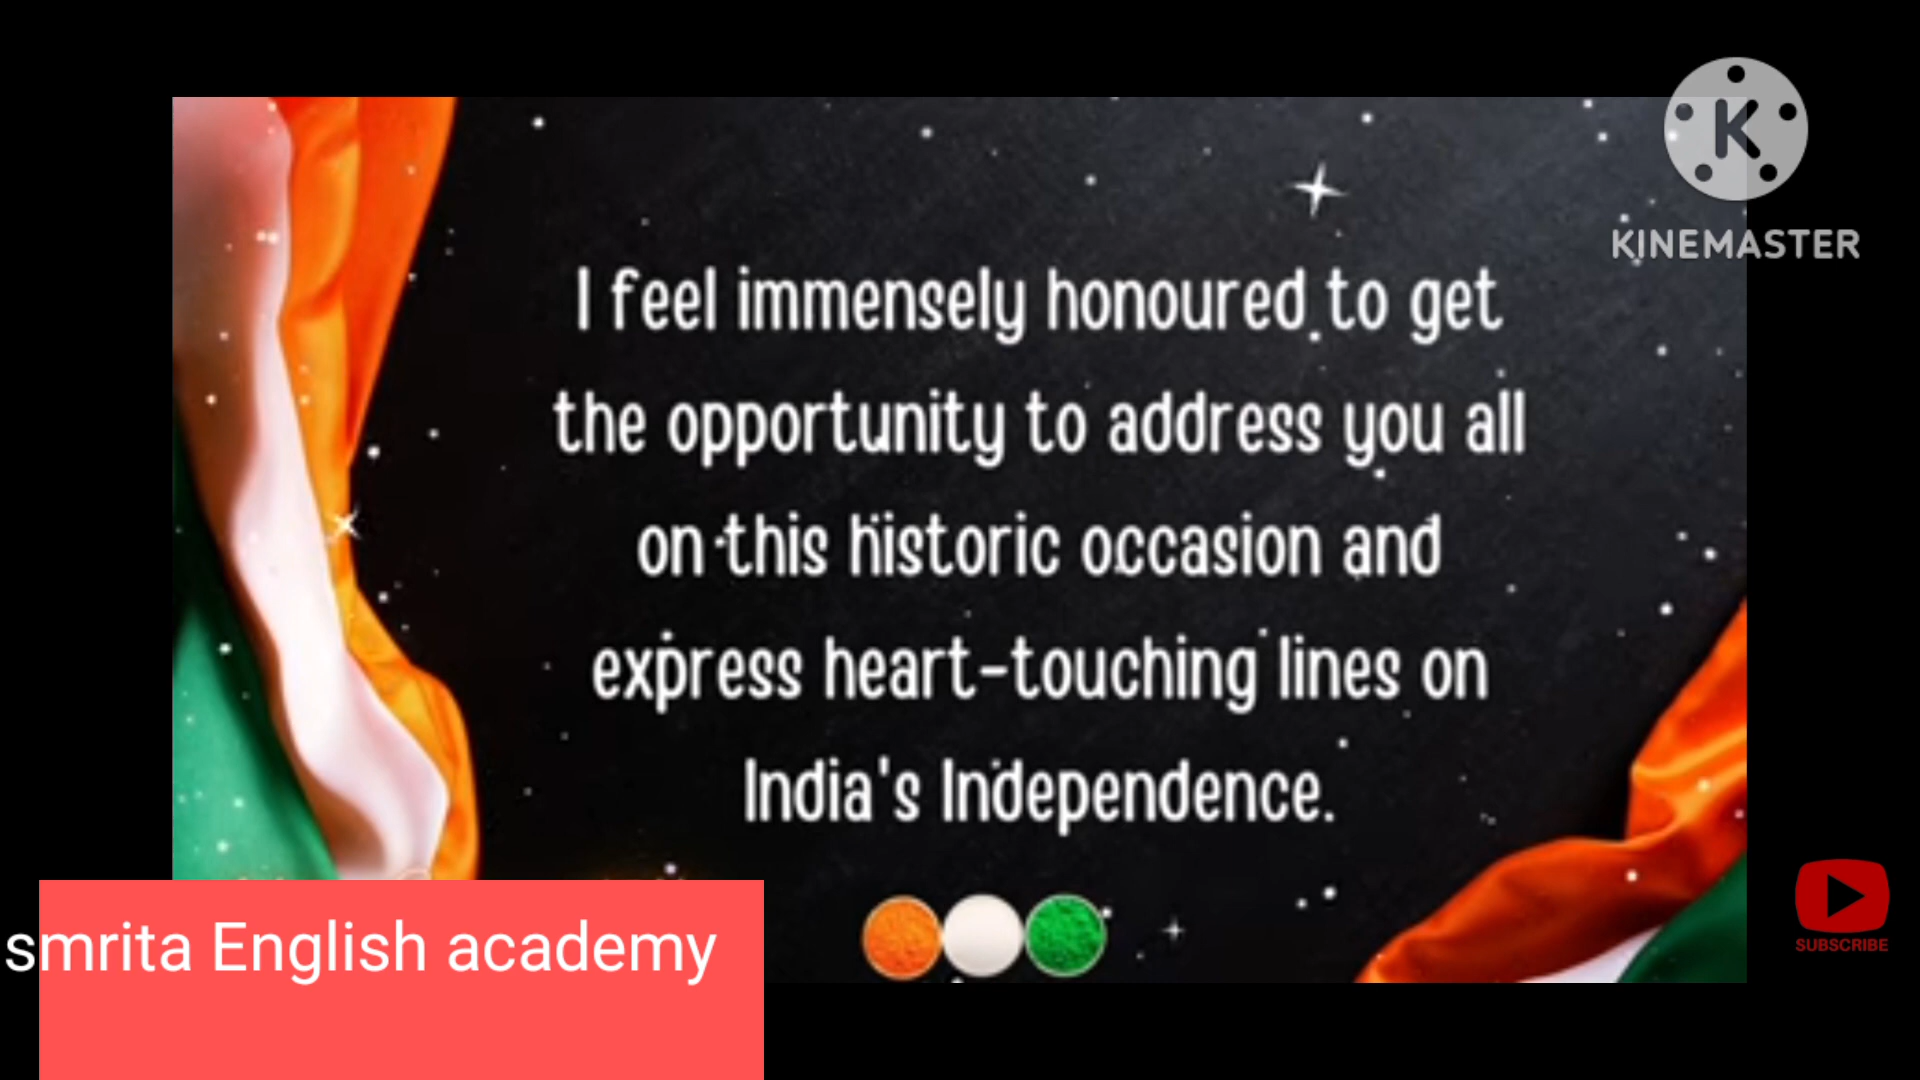 KINEMASTER
I feel immensely honoured to get
the opportunity to address you all
on this historic occasion and
express heart-touching lines on
India's Independence.
smrita English academy
SUBSCRIBE